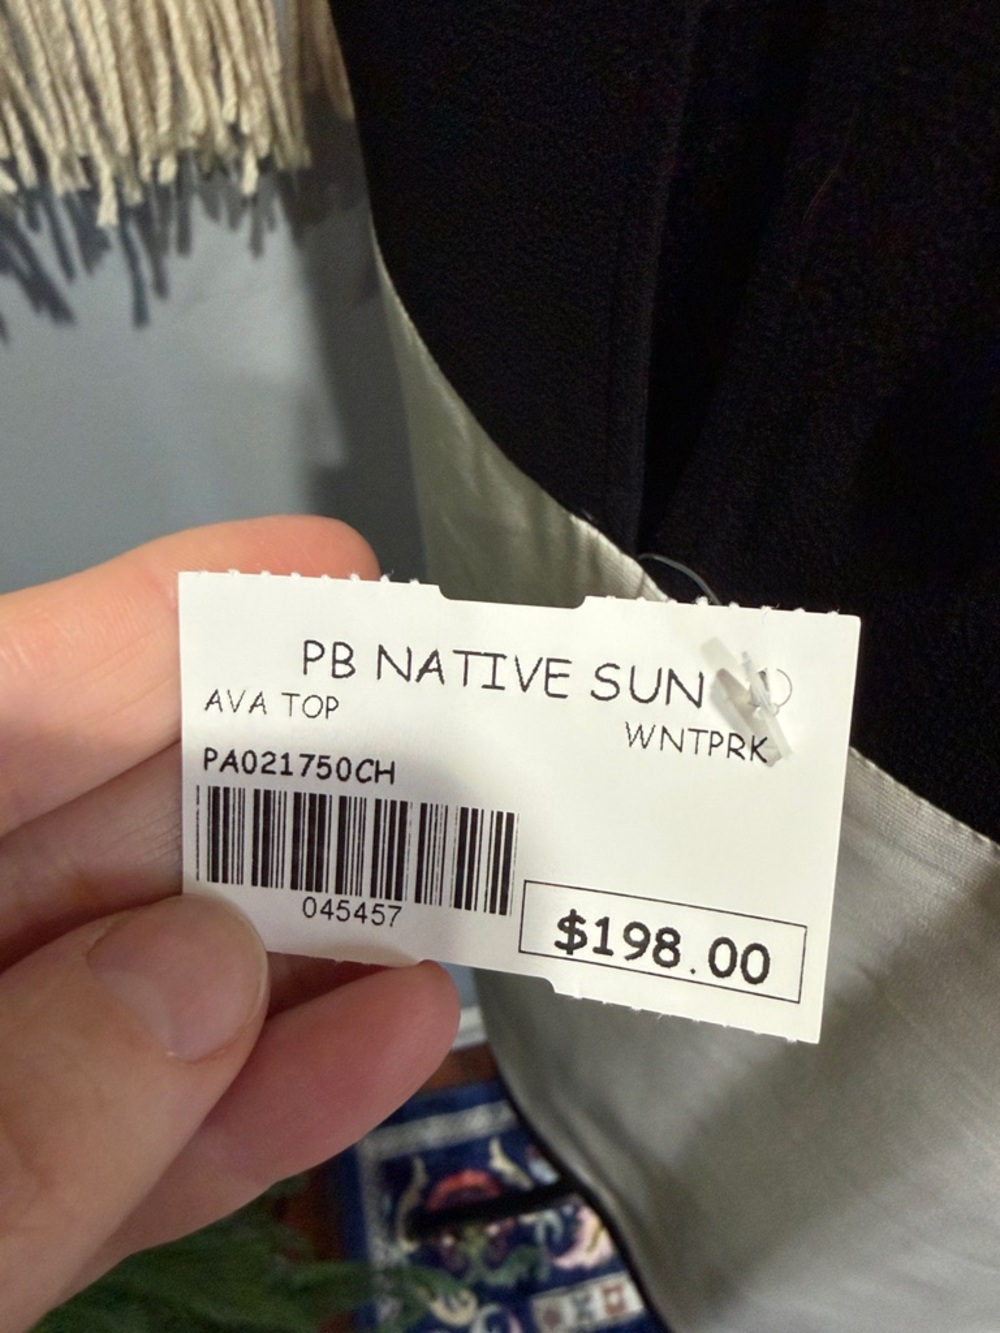 PB NATIVE SUN
AVA TOP
WNTPRK
PA021750CH
045457
$198.00